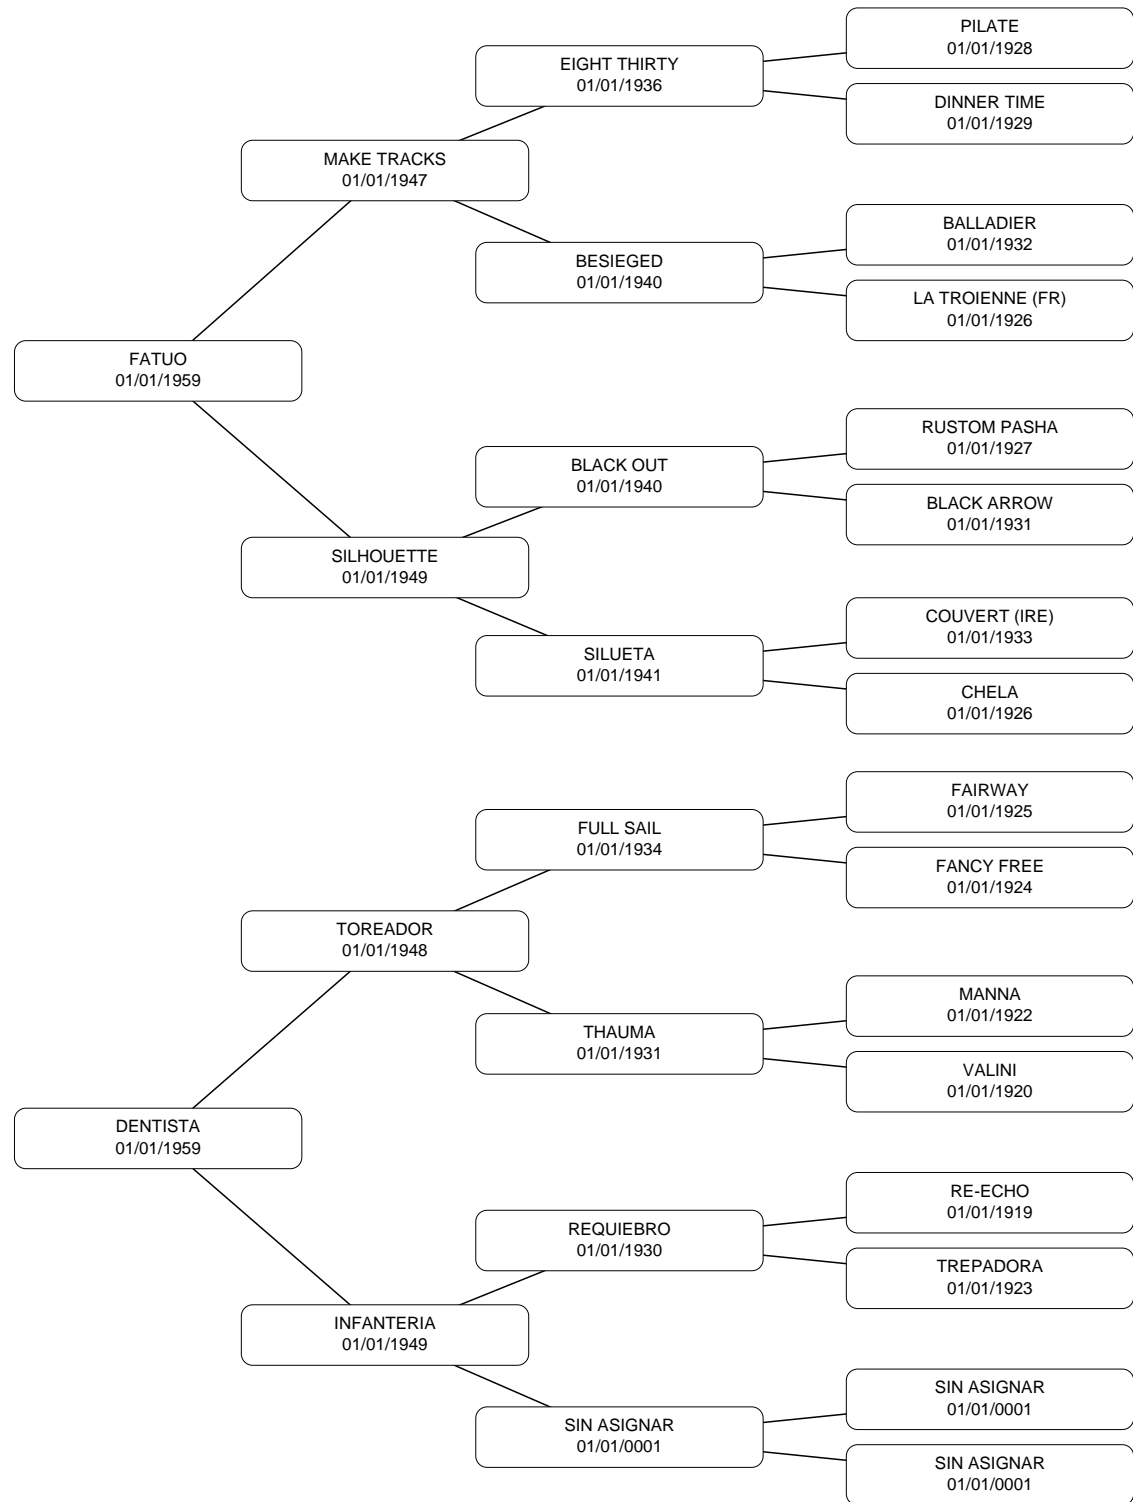 PILATE
01/01/1928
EIGHT THIRTY
01/01/1936
DINNER TIME
01/01/1929
MAKE TRACKS
01/01/1947
BALLADIER
01/01/1932
BESIEGED
01/01/1940
LA TROIENNE (FR)
01/01/1926
FATUO
01/01/1959
RUSTOM PASHA
01/01/1927
BLACK OUT
01/01/1940
BLACK ARROW
01/01/1931
SILHOUETTE
01/01/1949
COUVERT (IRE)
01/01/1933
SILUETA
01/01/1941
CHELA
01/01/1926
FAIRWAY
01/01/1925
FULL SAIL
01/01/1934
FANCY FREE
01/01/1924
TOREADOR
01/01/1948
MANNA
01/01/1922
THAUMA
01/01/1931
VALINI
01/01/1920
DENTISTA
01/01/1959
RE-ECHO
01/01/1919
REQUIEBRO
01/01/1930
TREPADORA
01/01/1923
INFANTERIA
01/01/1949
SIN ASIGNAR
01/01/0001
SIN ASIGNAR
01/01/0001
SIN ASIGNAR
01/01/0001